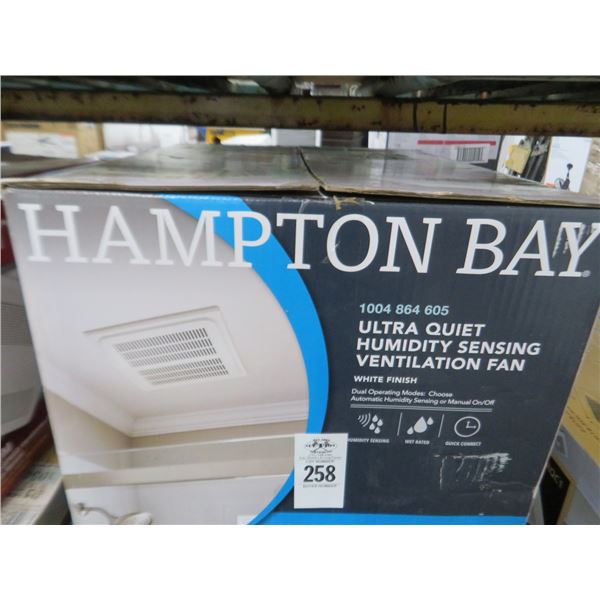 HAMPTON BAY®
1004 864 605
ULTRA QUIET
HUMIDITY SENSING
VENTILATION FAN
WHITE FINISH
Dual Operating Modes: Choose
Automatic Humidity Sensing or Manual On/Off
HUMIDITY SENSING
WET RATED
QUICK CONNECT
258